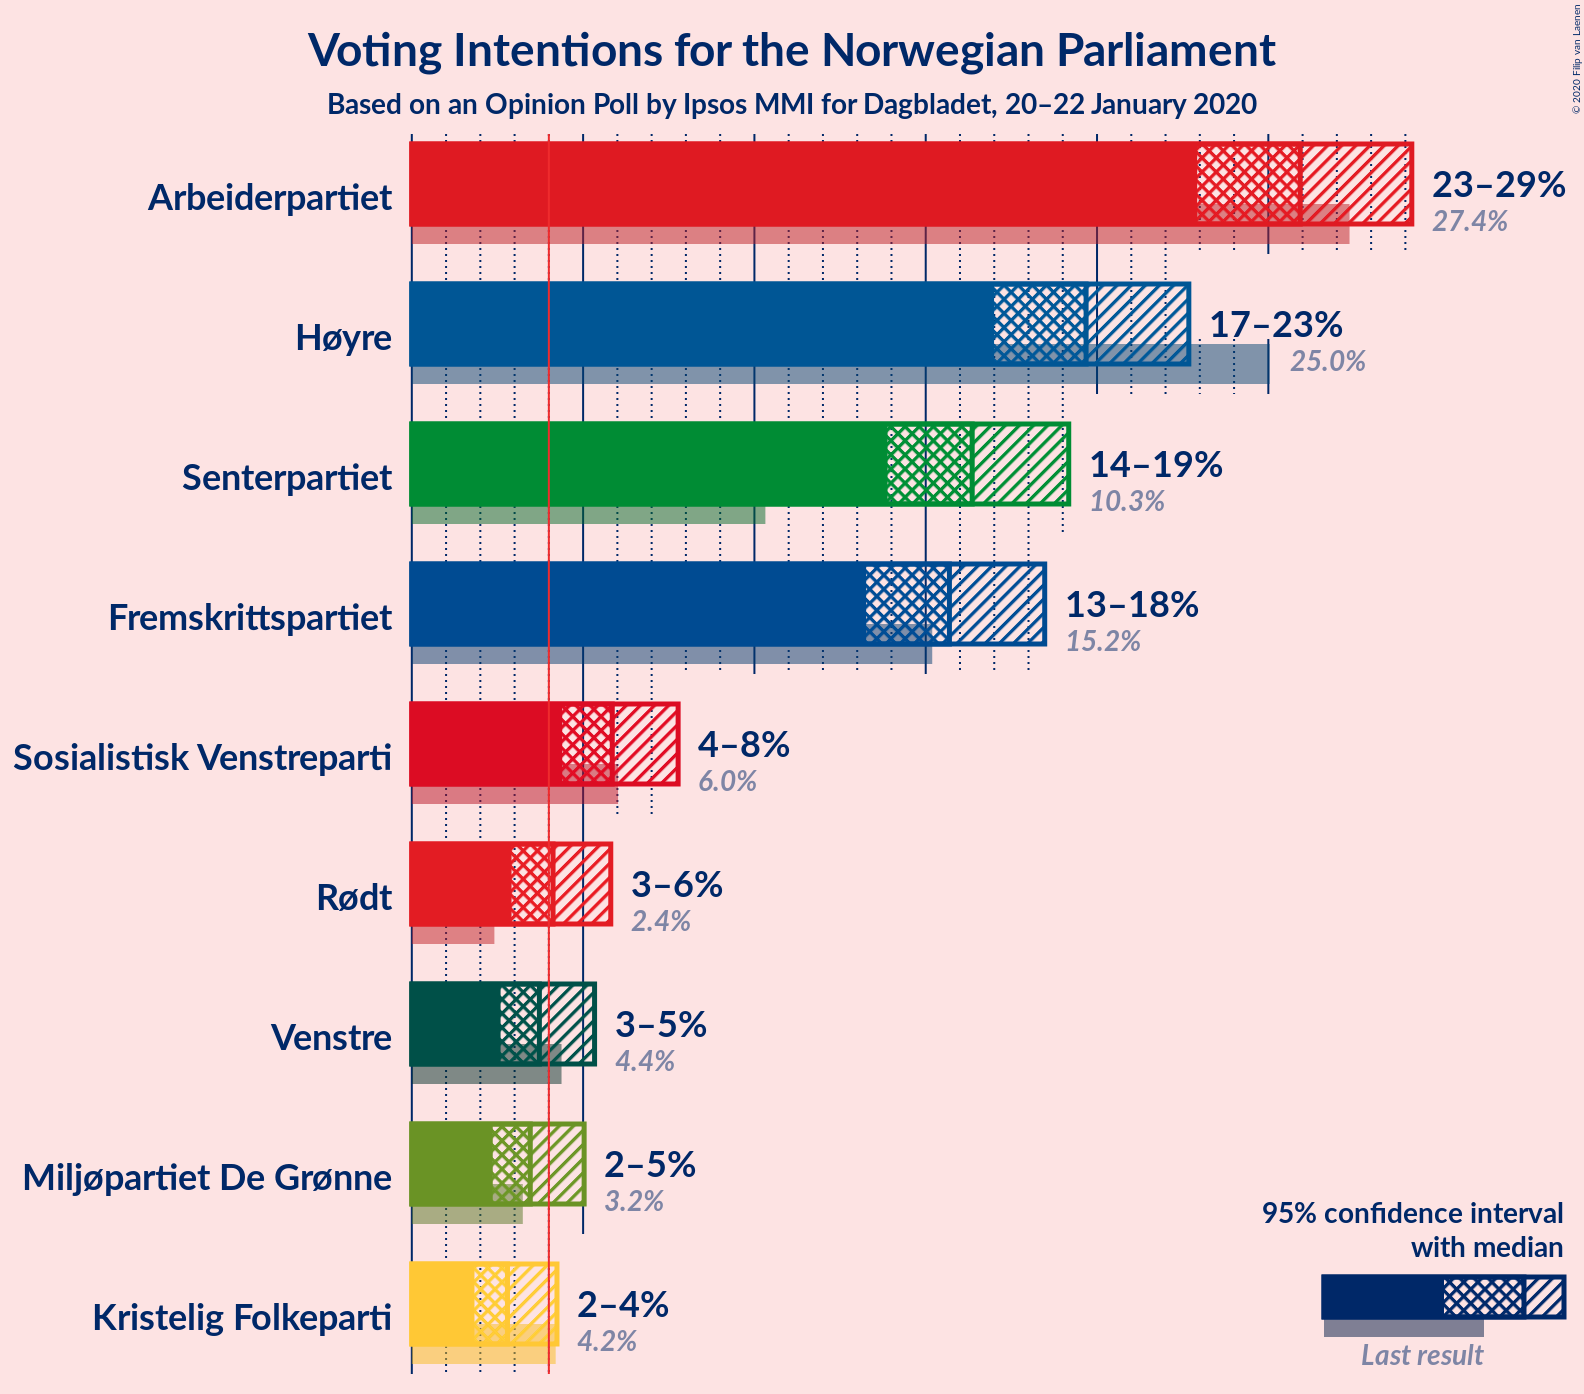 Voting Intentions for the Norwegian Parliament
Based on an Opinion Poll by Ipsos MMI for Dagbladet, 20–22 January 2020
© 2020 Filip van Laenen
Arbeiderpartiet
23–29%
27.4%
Høyre
17–23%
25.0%
Senterpartiet
14–19%
10.3%
Fremskrittspartiet
13–18%
15.2%
Sosialistisk Venstreparti
4–8%
6.0%
Rødt
3–6%
2.4%
Venstre
3–5%
4.4%
Miljøpartiet De Grønne
2–5%
3.2%
Kristelig Folkeparti
2–4%
4.2%
95% confidence interval
with median
Last result